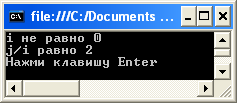 file:///C:/Documents ...
i не равно 0
j/i равно 2
Нажми клавишу Enter